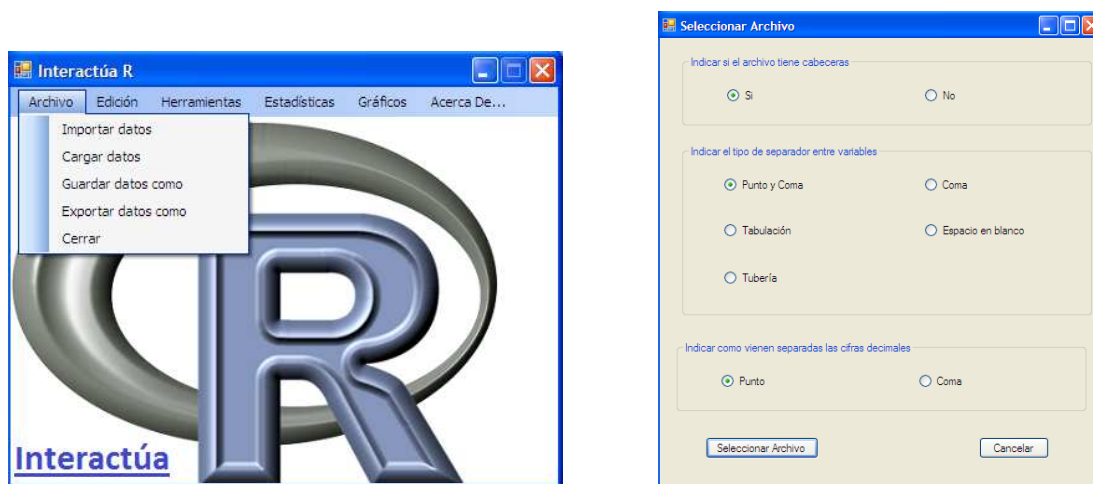 Interactúa R
Archivo Edición Herramientas Estadísticas Gráficos Acerca De...
Importar datos
Cargar datos
Guardar datos como
Exportar datos como
Cerrar
R
Interactúa
Seleccionar Archivo
Indicar si el archivo tiene cabeceras
Si No
Indicar el tipo de separador entre variables
Punto y Coma Coma
Tabulación Espacio en blanco
Tubería
Indicar como vienen separadas las cifras decimales
Punto Coma
Seleccionar Archivo Cancelar